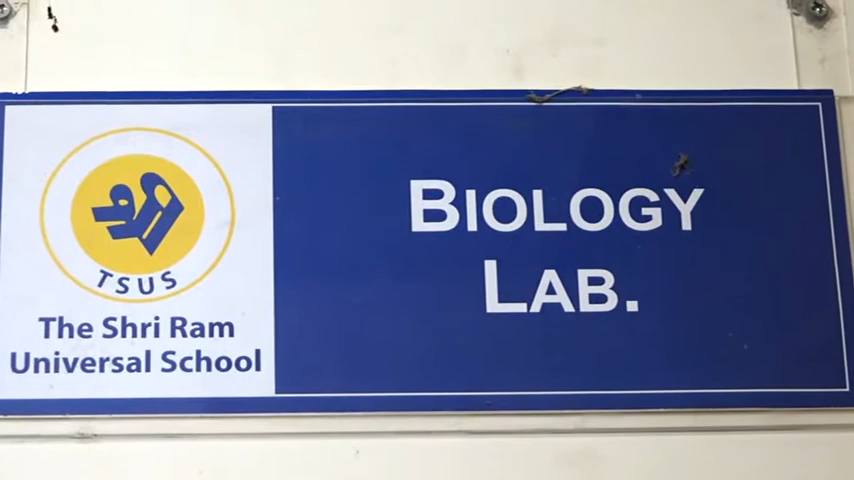 TSUS
The Shri Ram
Universal School
BIOLOGY
LAB.